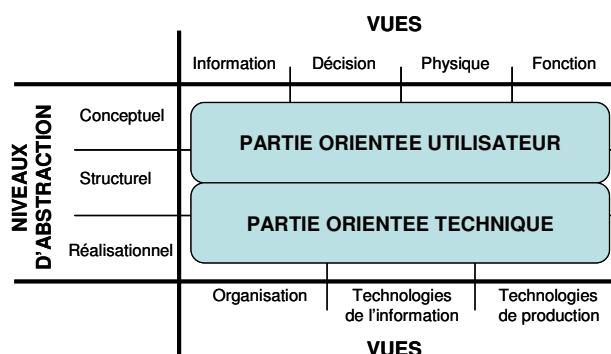 VUES
Information
Décision
Physique
Fonction
NIVEAUX
D'ABSTRACTION
Conceptuel
Structurel
Réalisationnel
PARTIE ORIENTEE UTILISATEUR
PARTIE ORIENTEE TECHNIQUE
Organisation
Technologies
de l'information
Technologies
de production
VUES